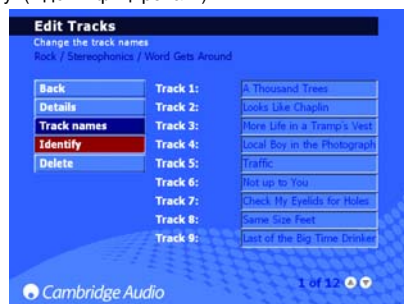 Edit Tracks
Change the track names
Rock / Stereophonics / Word Gets Around
Back
Details
Track names
Identify
Delete
Track 1: A Thousand Trees
Track 2: Looks Like Chaplin
Track 3: More Life in a Tramp's Vest
Track 4: Local Boy in the Photograph
Track 5: Traffic
Track 6: Not up to You
Track 7: Check My Eyelids for Holes
Track 8: Same Size Feet
Track 9: Last of the Big Time Drinker
1 of 12
Cambridge Audio